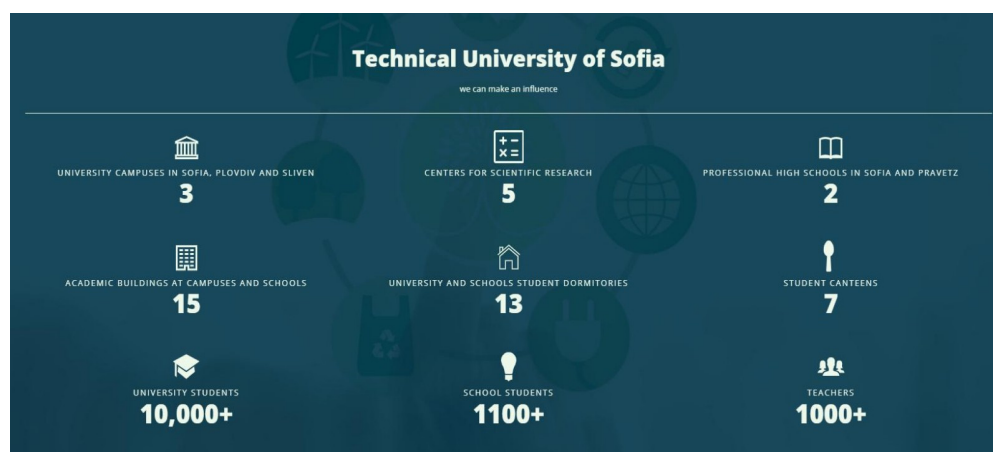 Technical University of Sofia
we can make an influence
UNIVERSITY CAMPUSES IN SOFIA, PLOVDIV AND SLIVEN
3
CENTERS FOR SCIENTIFIC RESEARCH
5
PROFESSIONAL HIGH SCHOOLS IN SOFIA AND PRAVETZ
2
ACADEMIC BUILDINGS AT CAMPUSES AND SCHOOLS
15
UNIVERSITY AND SCHOOLS STUDENT DORMITORIES
13
STUDENT CANTEENS
7
UNIVERSITY STUDENTS
10,000+
SCHOOL STUDENTS
1100+
TEACHERS
1000+